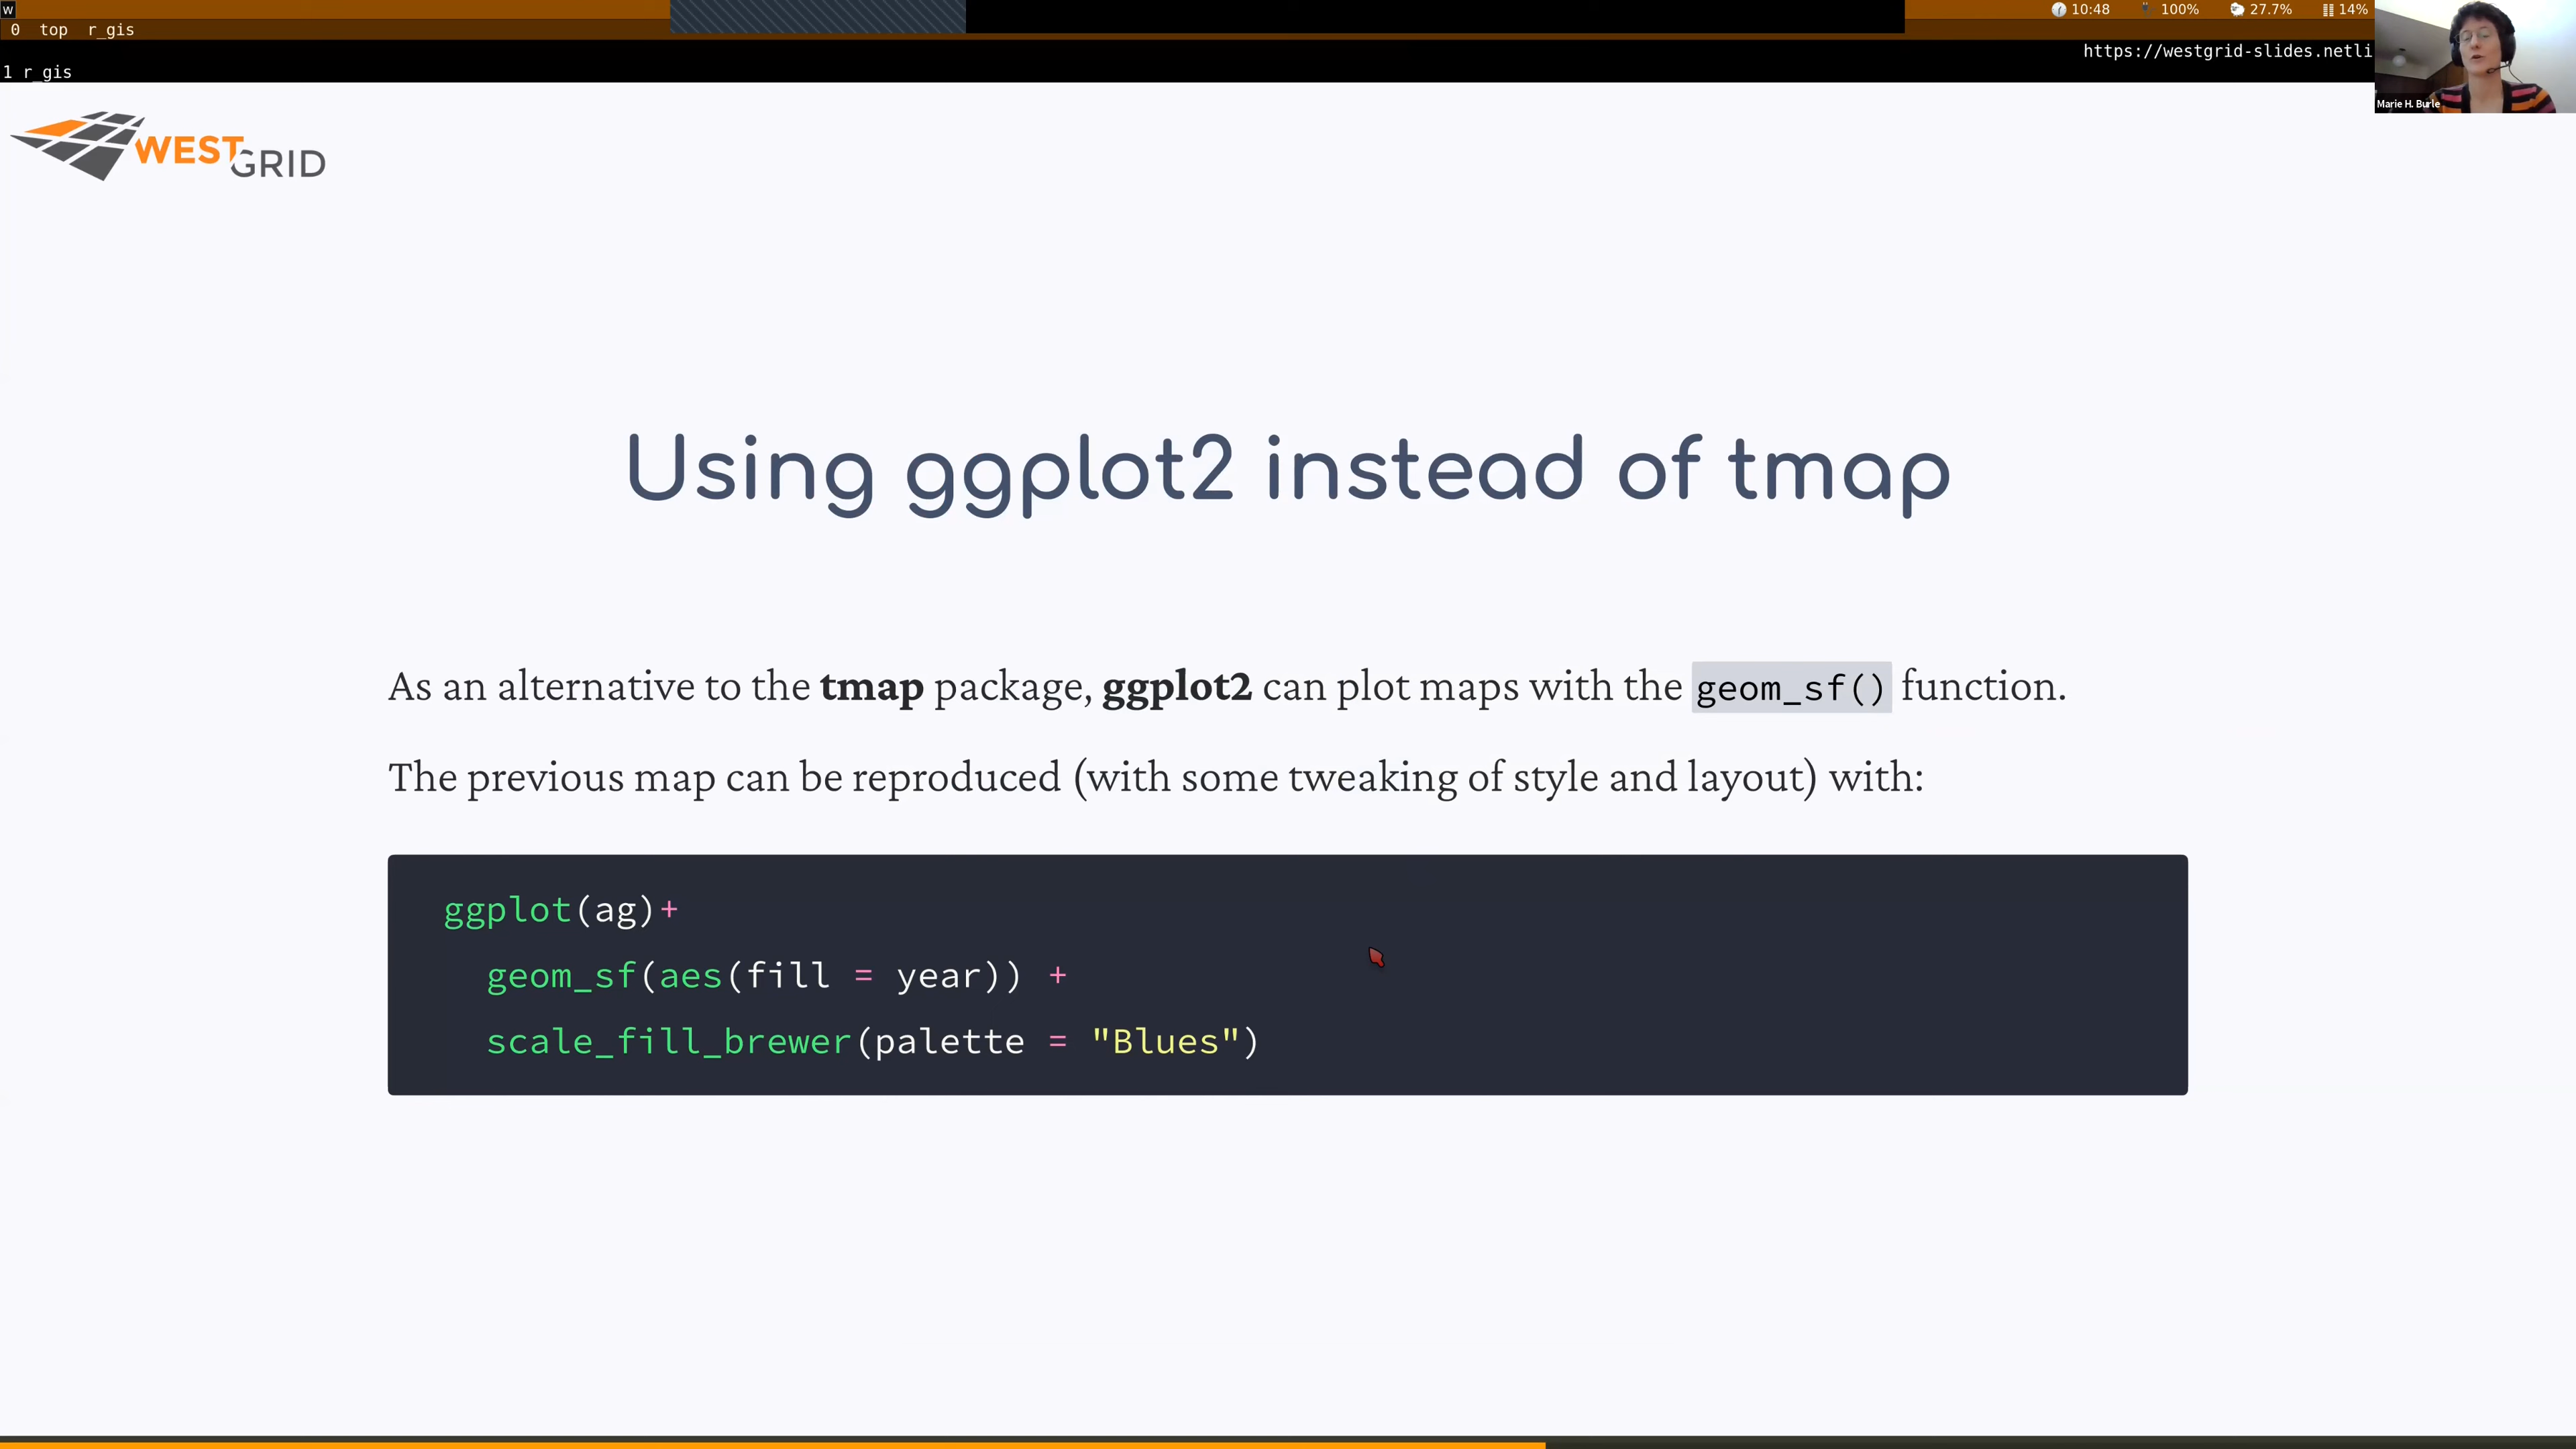 w
10:48 100% 27.7% 14%
0 top r_gis
https://westgrid-slides.netli
1 r_gis
Marie H. Burle
WESTGRID
Using ggplot2 instead of tmap
As an alternative to the tmap package, ggplot2 can plot maps with the geom_sf() function.
The previous map can be reproduced (with some tweaking of style and layout) with:
ggplot(ag)+
geom_sf(aes(fill = year)) +
scale_fill_brewer(palette = "Blues")